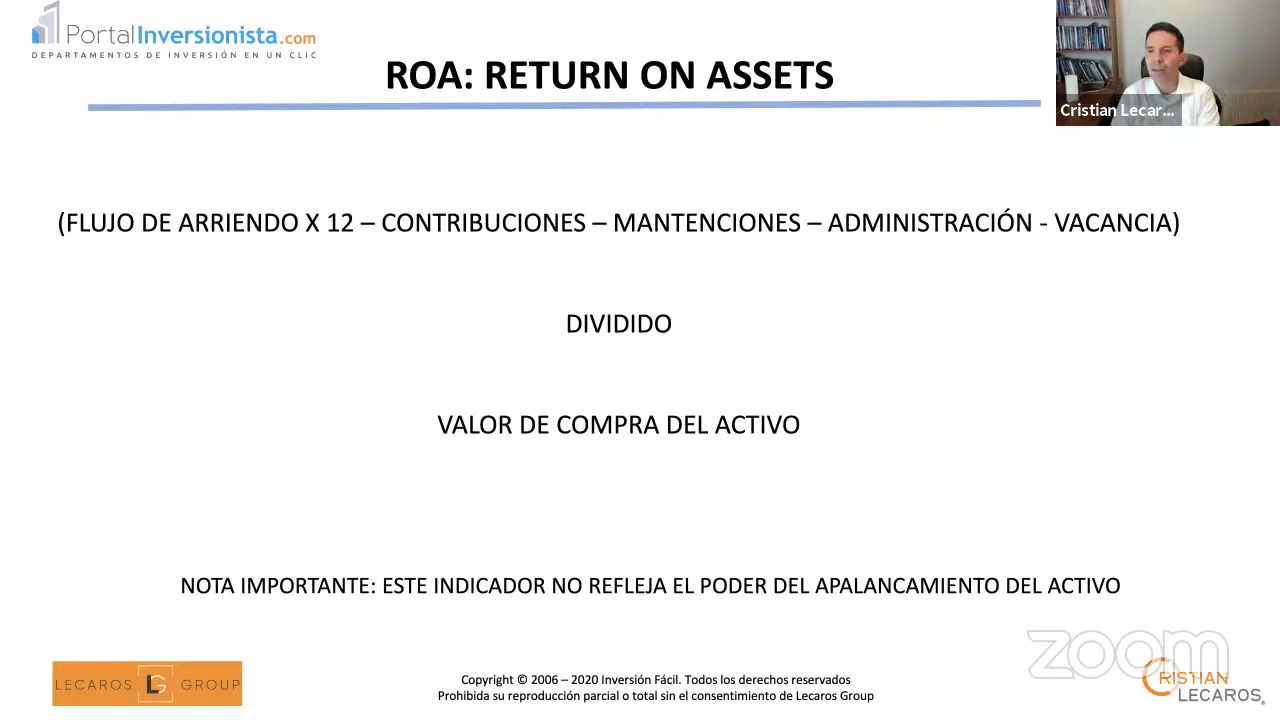 PortalInversionista.com
DEPARTAMENTOS DE INVERSIÓN EN UN CLIC
ROA: RETURN ON ASSETS
Cristian Lecar...
(FLUJO DE ARRIENDO X 12 – CONTRIBUCIONES – MANTENCIONES – ADMINISTRACIÓN - VACANCIA)
DIVIDIDO
VALOR DE COMPRA DEL ACTIVO
NOTA IMPORTANTE: ESTE INDICADOR NO REFLEJA EL PODER DEL APALANCAMIENTO DEL ACTIVO
zoom
LECAROS LG GROUP
Copyright © 2006 – 2020 Inversión Fácil. Todos los derechos reservados
Prohibida su reproducción parcial o total sin el consentimiento de Lecaros Group
CRISTIAN
LECAROS®